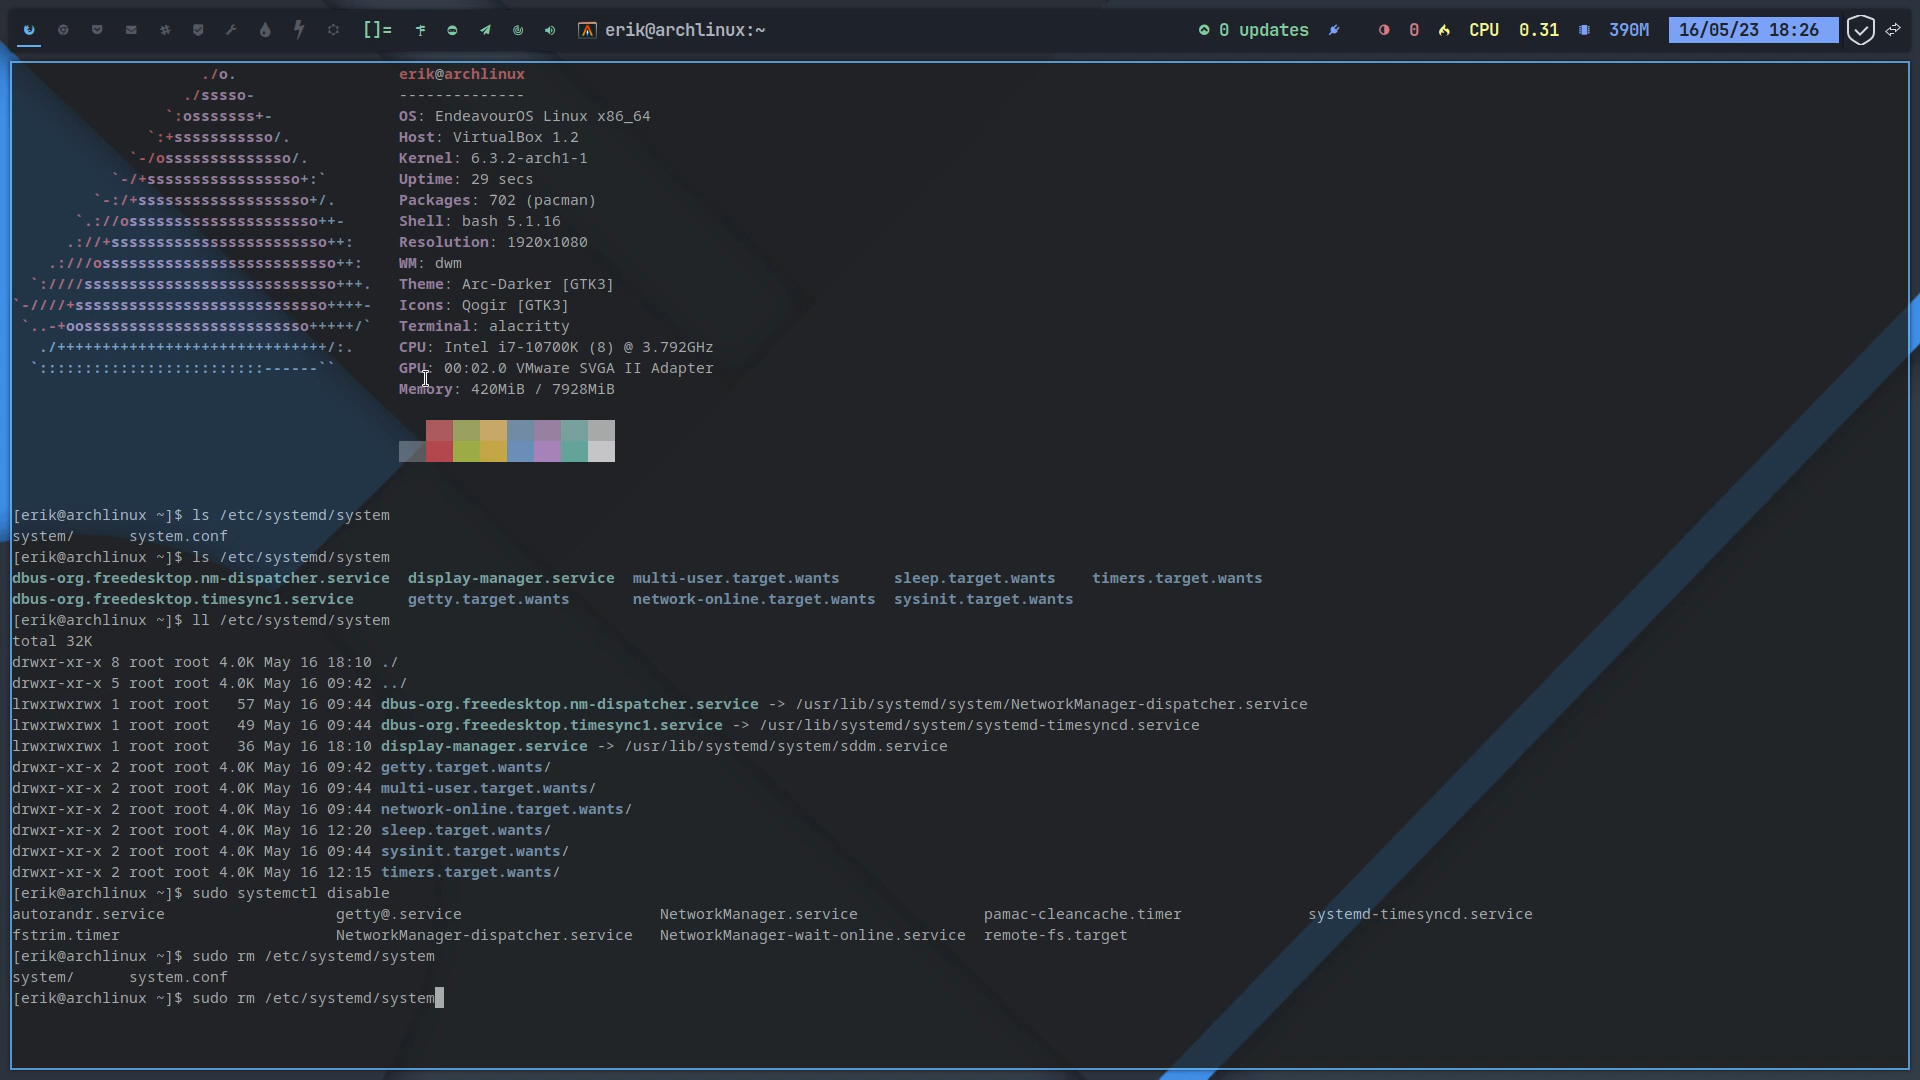 []=
erik@archlinux:~
0 updates
0
CPU 0.31
390M
16/05/23 18:26
./o.
./sssso-
`:osssssss+-
`:+sssssssssso/.
`-/ossssssssssssso/.
`-/+sssssssssssssssso+:`
`-:/+sssssssssssssssssso+/.
`.://osssssssssssssssssssso++-
.://+ssssssssssssssssssssssso++:
.:///ossssssssssssssssssssssssso++:
`:////ssssssssssssssssssssssssssso+++.
`-////+ssssssssssssssssssssssssssso++++-
`..-+oosssssssssssssssssssssssso+++++/`
./++++++++++++++++++++++++++++++/:.
`:::::::::::::::::::::::::------``
erik@archlinux
--------------
OS: EndeavourOS Linux x86_64
Host: VirtualBox 1.2
Kernel: 6.3.2-arch1-1
Uptime: 29 secs
Packages: 702 (pacman)
Shell: bash 5.1.16
Resolution: 1920x1080
WM: dwm
Theme: Arc-Darker [GTK3]
Icons: Qogir [GTK3]
Terminal: alacritty
CPU: Intel i7-10700K (8) @ 3.792GHz
GPU: 00:02.0 VMware SVGA II Adapter
Memory: 420MiB / 7928MiB
[erik@archlinux ~]$ ls /etc/systemd/system
system/      system.conf
[erik@archlinux ~]$ ls /etc/systemd/system
dbus-org.freedesktop.nm-dispatcher.service  display-manager.service  multi-user.target.wants      sleep.target.wants    timers.target.wants
dbus-org.freedesktop.timesync1.service      getty.target.wants       network-online.target.wants  sysinit.target.wants
[erik@archlinux ~]$ ll /etc/systemd/system
total 32K
drwxr-xr-x 8 root root 4.0K May 16 18:10 ./
drwxr-xr-x 5 root root 4.0K May 16 09:42 ../
lrwxrwxrwx 1 root root   57 May 16 09:44 dbus-org.freedesktop.nm-dispatcher.service -> /usr/lib/systemd/system/NetworkManager-dispatcher.service
lrwxrwxrwx 1 root root   49 May 16 09:44 dbus-org.freedesktop.timesync1.service -> /usr/lib/systemd/system/systemd-timesyncd.service
lrwxrwxrwx 1 root root   36 May 16 18:10 display-manager.service -> /usr/lib/systemd/system/sddm.service
drwxr-xr-x 2 root root 4.0K May 16 09:42 getty.target.wants/
drwxr-xr-x 2 root root 4.0K May 16 09:44 multi-user.target.wants/
drwxr-xr-x 2 root root 4.0K May 16 09:44 network-online.target.wants/
drwxr-xr-x 2 root root 4.0K May 16 12:20 sleep.target.wants/
drwxr-xr-x 2 root root 4.0K May 16 09:44 sysinit.target.wants/
drwxr-xr-x 2 root root 4.0K May 16 12:15 timers.target.wants/
[erik@archlinux ~]$ sudo systemctl disable
autorandr.service                   getty@.service                      NetworkManager.service              pamac-cleancache.timer              systemd-timesyncd.service
fstrim.timer                        NetworkManager-dispatcher.service   NetworkManager-wait-online.service  remote-fs.target
[erik@archlinux ~]$ sudo rm /etc/systemd/system
system/      system.conf
[erik@archlinux ~]$ sudo rm /etc/systemd/system